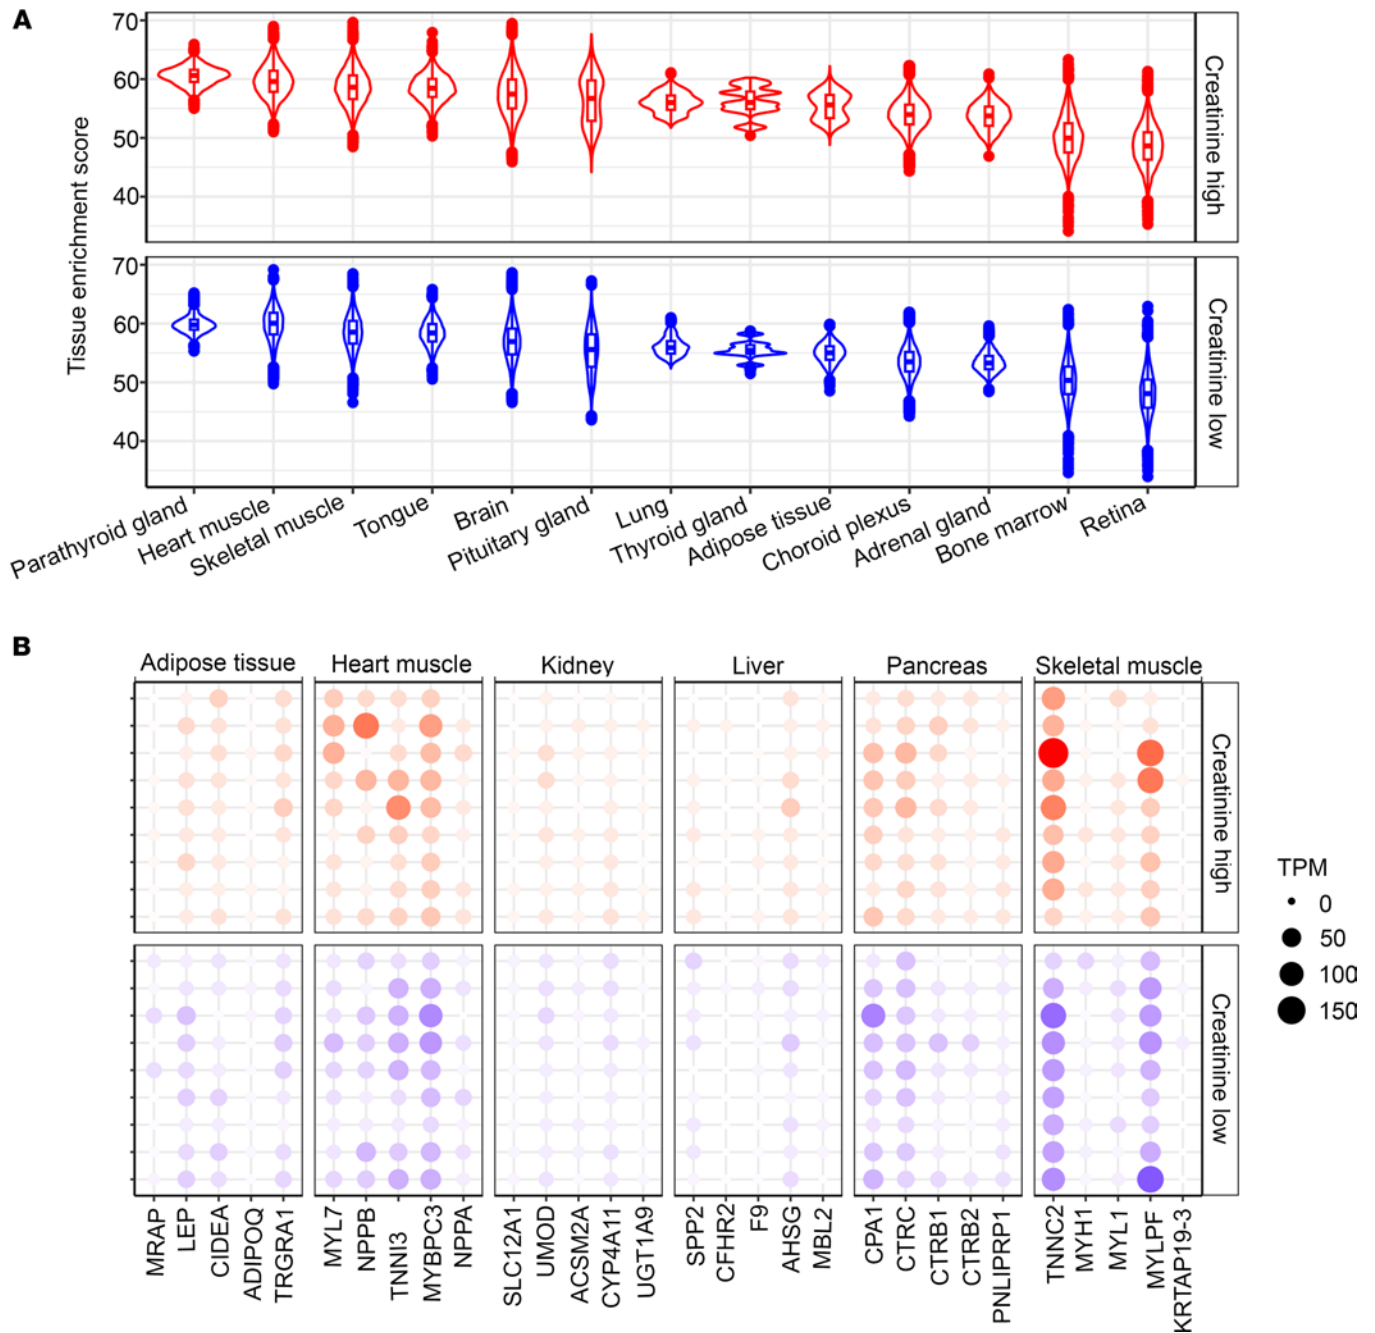 A
Tissue enrichment score
70
60
50
40
Creatinine high
70
60
50
40
Creatinine low
Parathyroid gland
Heart muscle
Skeletal muscle
Tongue
Brain
Pituitary gland
Lung
Thyroid gland
Adipose tissue
Choroid plexus
Adrenal gland
Bone marrow
Retina
B
Adipose tissue
Heart muscle
Kidney
Liver
Pancreas
Skeletal muscle
Creatinine high
Creatinine low
TPM
0
50
100
150
MRAP
LEP
CIDEA
ADIPOQ
TRGRA1
MYL7
NPPB
TNNI3
MYBPC3
NPPA
SLC12A1
UMOD
ACSM2A
CYP4A11
UGT1A9
SPP2
CFHR2
F9
AHSG
MBL2
CPA1
CTRC
CTRB1
CTRB2
PNLIPRP1
TNNC2
MYH1
MYL1
MYLPF
KRTAP19-3